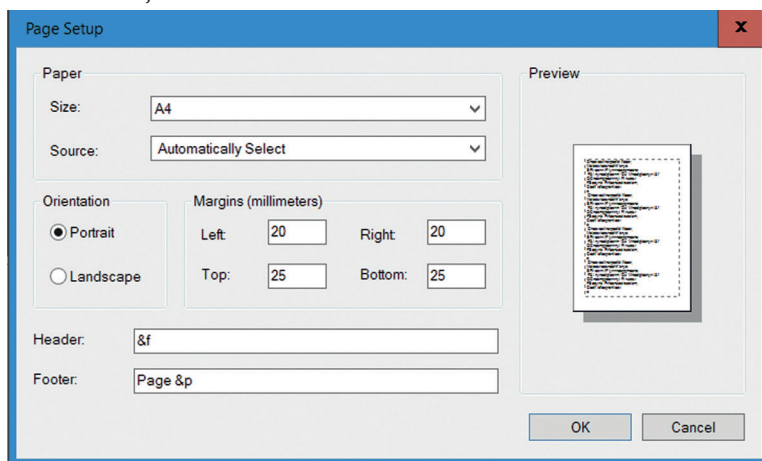 Page Setup
x
Paper
Preview
Size:
A4
Source:
Automatically Select
Orientation
Margins (millimeters)
Portrait
Left:
20
Right:
20
Landscape
Top:
25
Bottom:
25
Header:
&f
Footer:
Page &p
OK
Cancel